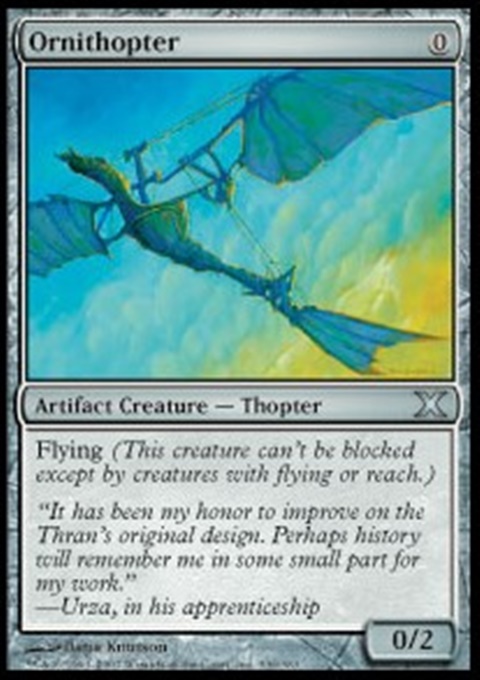 Ornithopter 0
Artifact Creature — Thopter
Flying (This creature can't be blocked
except by creatures with flying or reach.)
"It has been my honor to improve on the
Thran's original design. Perhaps history
will remember me in some small part for
my work."
—Urza, in his apprenticeship
Dana Knutson
0/2